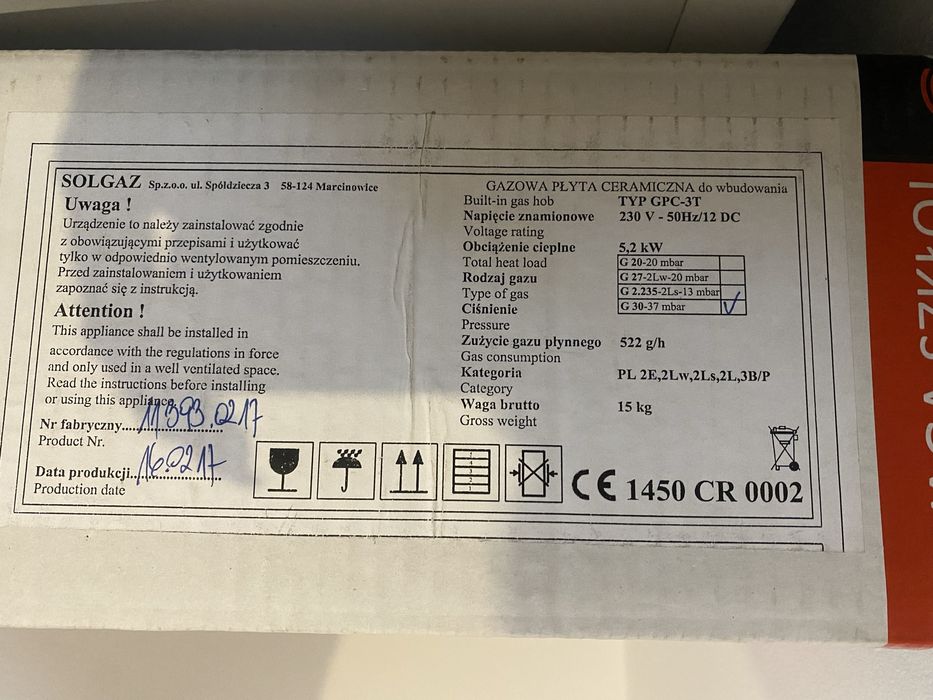 SOLGAZ Sp.z.o.o. ul. Spółdziecza 3 58-124 Marcinowice
Uwaga !
Urządzenie to należy zainstalować zgodnie
z obowiązującymi przepisami i użytkować
tylko w odpowiednio wentylowanym pomieszczeniu.
Przed zainstalowaniem i użytkowaniem
zapoznać się z instrukcją.
Attention !
This appliance shall be installed in
accordance with the regulations in force
and only used in a well ventilated space.
Read the instructions before installing
or using this appliance.
Nr fabryczny....11393.0217
Product Nr.
Data produkcji...16.0217
Production date
GAZOWA PŁYTA CERAMICZNA do wbudowania
Built-in gas hob TYP GPC-3T
Napięcie znamionowe 230 V - 50Hz/12 DC
Voltage rating
Obciążenie cieplne 5,2 kW
Total heat load G 20-20 mbar
Rodzaj gazu G 27-2Lw-20 mbar
Type of gas G 2.235-2Ls-13 mbar
Ciśnienie G 30-37 mbar
Pressure
Zużycie gazu płynnego 522 g/h
Gas consumption
Kategoria PL 2E,2Lw,2Ls,2L,3B/P
Category
Waga brutto 15 kg
Gross weight
CE 1450 CR 0002